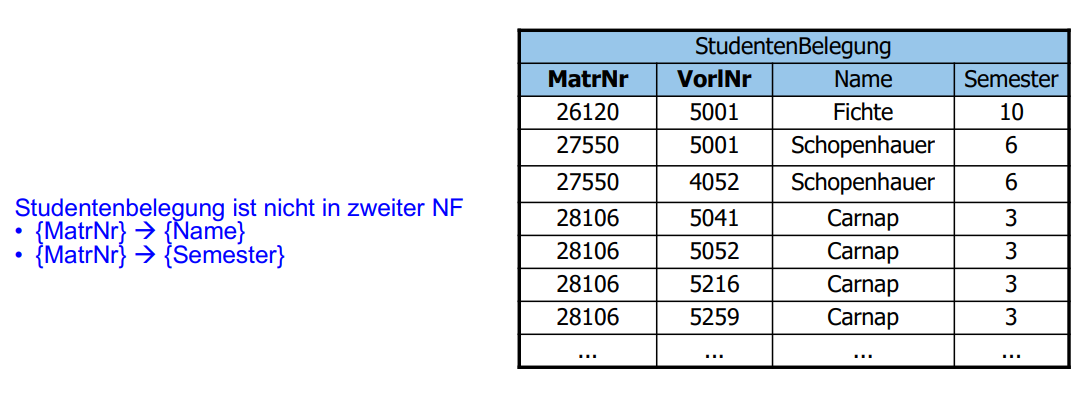 Studentenbelegung ist nicht in zweiter NF
• {MatrNr} → {Name}
• {MatrNr} → {Semester}
StudentenBelegung
MatrNr VorlNr Name Semester
26120 5001 Fichte 10
27550 5001 Schopenhauer 6
27550 4052 Schopenhauer 6
28106 5041 Carnap 3
28106 5052 Carnap 3
28106 5216 Carnap 3
28106 5259 Carnap 3
... ... ... ...